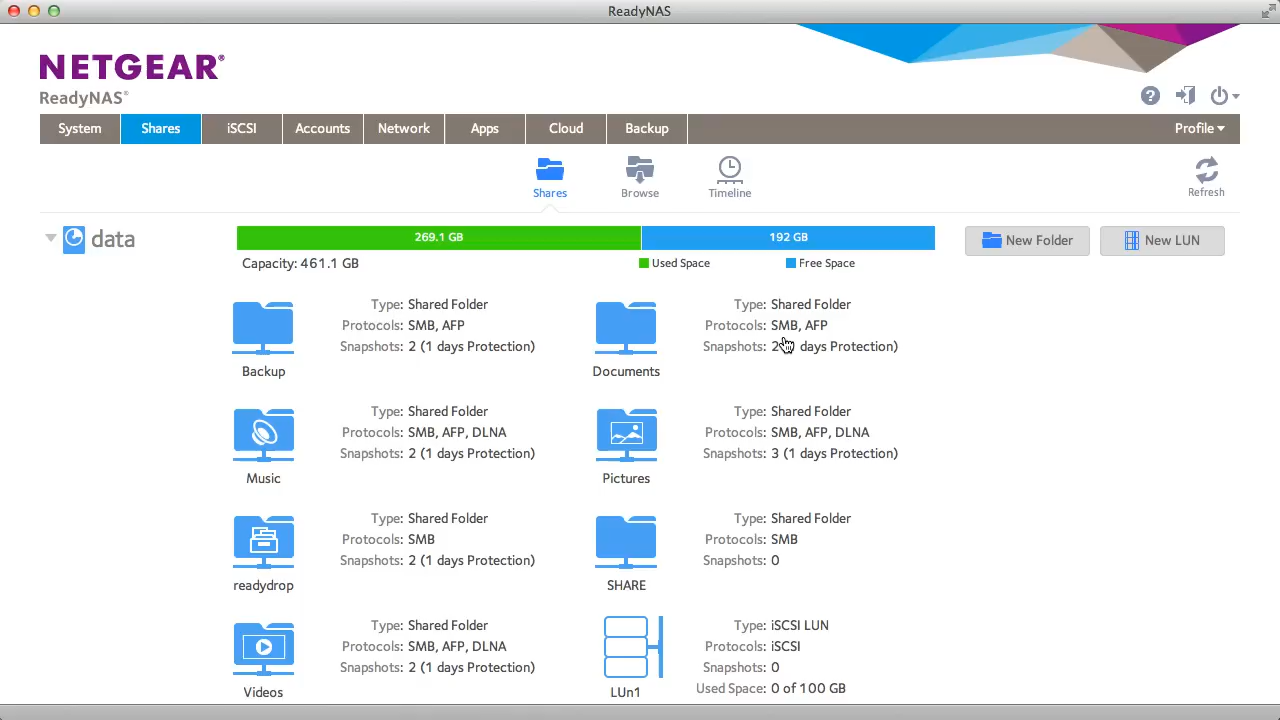 ReadyNAS
NETGEAR®
ReadyNAS®
System Shares iSCSI Accounts Network Apps Cloud Backup Profile
Shares Browse Timeline Refresh
data 269.1 GB 192 GB New Folder New LUN
Capacity: 461.1 GB Used Space Free Space
Type: Shared Folder
Protocols: SMB, AFP
Snapshots: 2 (1 days Protection)
Backup
Type: Shared Folder
Protocols: SMB, AFP
Snapshots: 2 days Protection)
Documents
Type: Shared Folder
Protocols: SMB, AFP, DLNA
Snapshots: 2 (1 days Protection)
Music
Type: Shared Folder
Protocols: SMB, AFP, DLNA
Snapshots: 3 (1 days Protection)
Pictures
Type: Shared Folder
Protocols: SMB
Snapshots: 2 (1 days Protection)
readydrop
Type: Shared Folder
Protocols: SMB
Snapshots: 0
SHARE
Type: Shared Folder
Protocols: SMB, AFP, DLNA
Snapshots: 2 (1 days Protection)
Videos
Type: iSCSI LUN
Protocols: iSCSI
Snapshots: 0
Used Space: 0 of 100 GB
LUn1